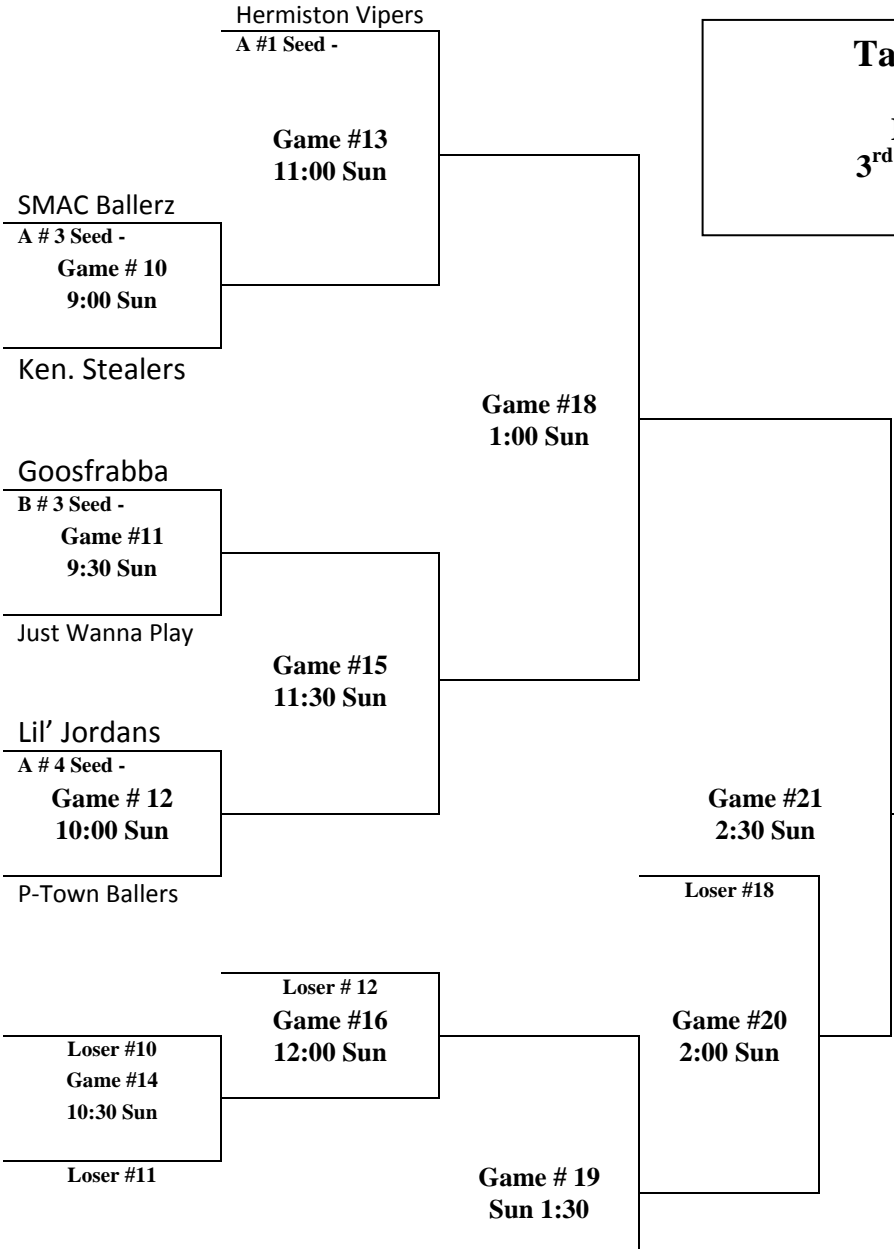 Hermiston Vipers
A #1 Seed -
Game #13
11:00 Sun
SMAC Ballerz
A # 3 Seed -
Game # 10
9:00 Sun
Ken. Stealers
3rd
Game #18
1:00 Sun
Goosfrabba
B # 3 Seed -
Game #11
9:30 Sun
Just Wanna Play
Game #15
11:30 Sun
Lil’ Jordans
A # 4 Seed -
Game # 12
10:00 Sun
P-Town Ballers
Game #21
2:30 Sun
Loser #18
Loser # 12
Game #16
12:00 Sun
Game #20
2:00 Sun
Loser #10
Game #14
10:30 Sun
Loser #11
Game # 19
Sun 1:30